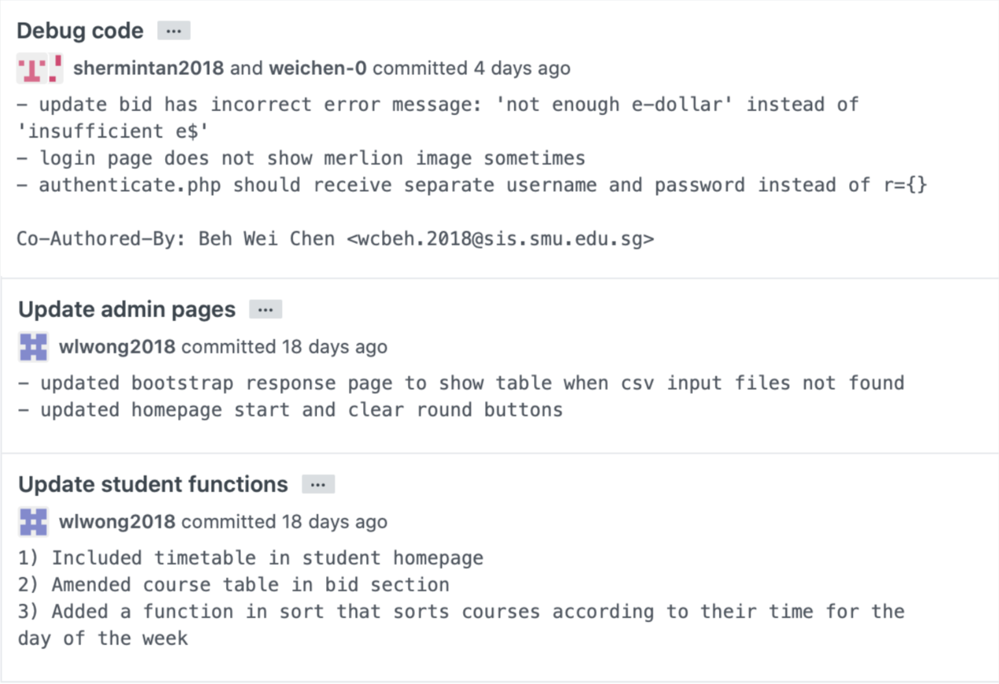 Debug code ...
shermintan2018 and weichen-0 committed 4 days ago
- update bid has incorrect error message: 'not enough e-dollar' instead of
'insufficient e$'
- login page does not show merlion image sometimes
- authenticate.php should receive separate username and password instead of r={}
Co-Authored-By: Beh Wei Chen <wcbeh.2018@sis.smu.edu.sg>
Update admin pages ...
wlwong2018 committed 18 days ago
- updated bootstrap response page to show table when csv input files not found
- updated homepage start and clear round buttons
Update student functions ...
wlwong2018 committed 18 days ago
1) Included timetable in student homepage
2) Amended course table in bid section
3) Added a function in sort that sorts courses according to their time for the
day of the week